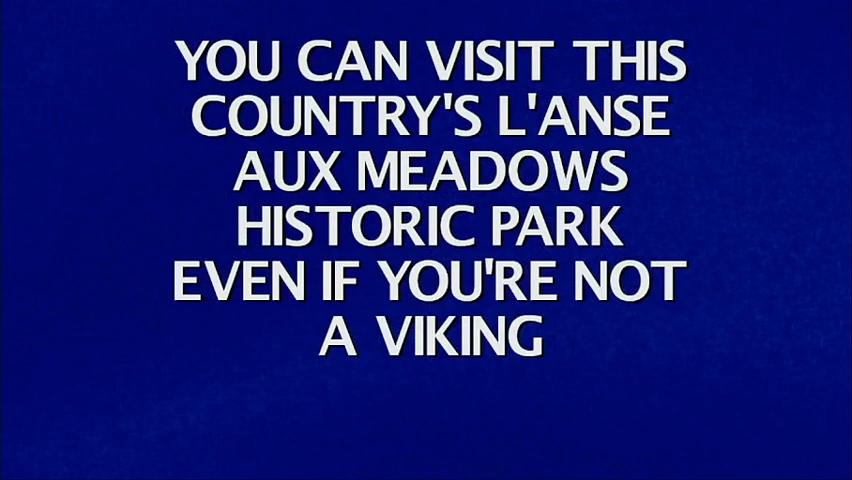 YOU CAN VISIT THIS
COUNTRY'S L'ANSE
AUX MEADOWS
HISTORIC PARK
EVEN IF YOU'RE NOT
A VIKING